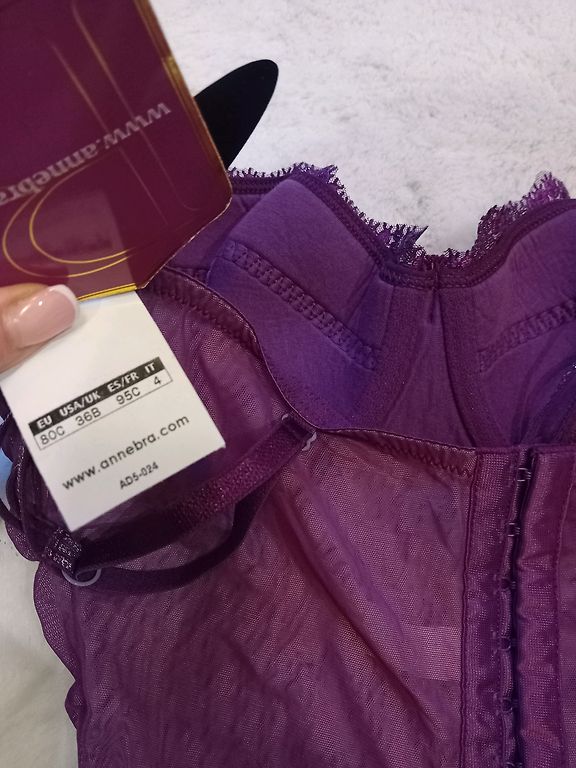 www.annebra
EU USA/UK ES/FR IT
80C 36B 95C 4
www.annebra.com
AD5-024